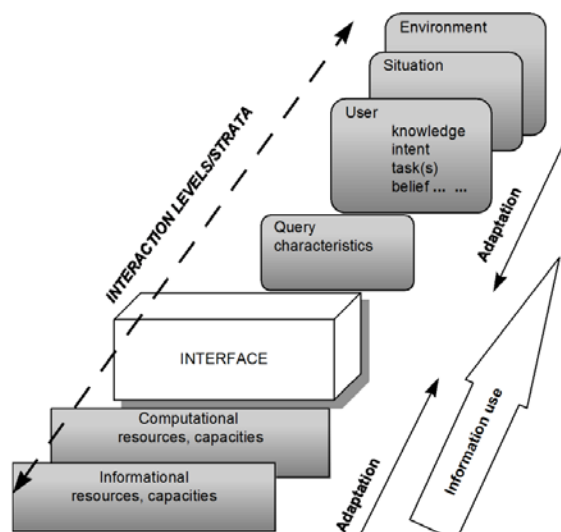 Environment
Situation
User
knowledge
intent
task(s)
belief ... ...
Query
characteristics
INTERACTION LEVELS/STRATA
Adaptation
INTERFACE
Computational
resources, capacities
Informational
resources, capacities
Adaptation
Information use